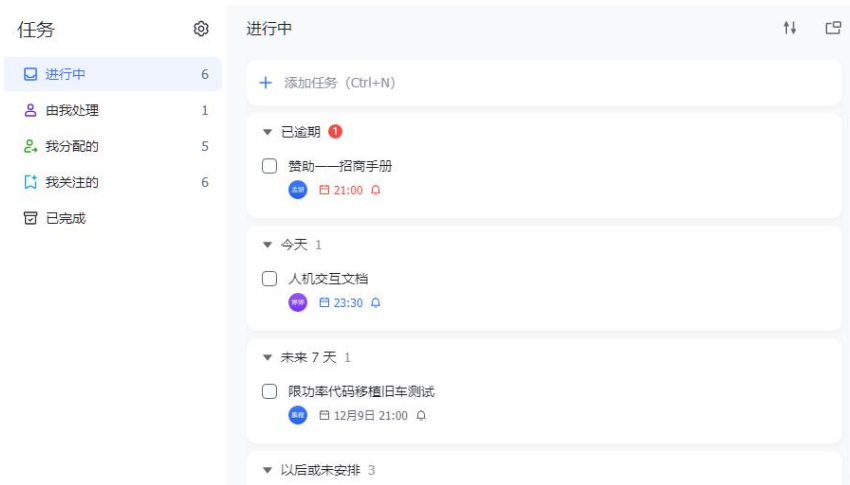 任务
进行中 6
由我处理 1
我分配的 5
我关注的 6
已完成
进行中
添加任务（Ctrl+N）
已逾期 1
赞助——招商手册
21:00
今天 1
人机交互文档
婷婷 23:30
未来 7 天 1
限功率代码移植旧车测试
12月9日 21:00
以后或未安排 3